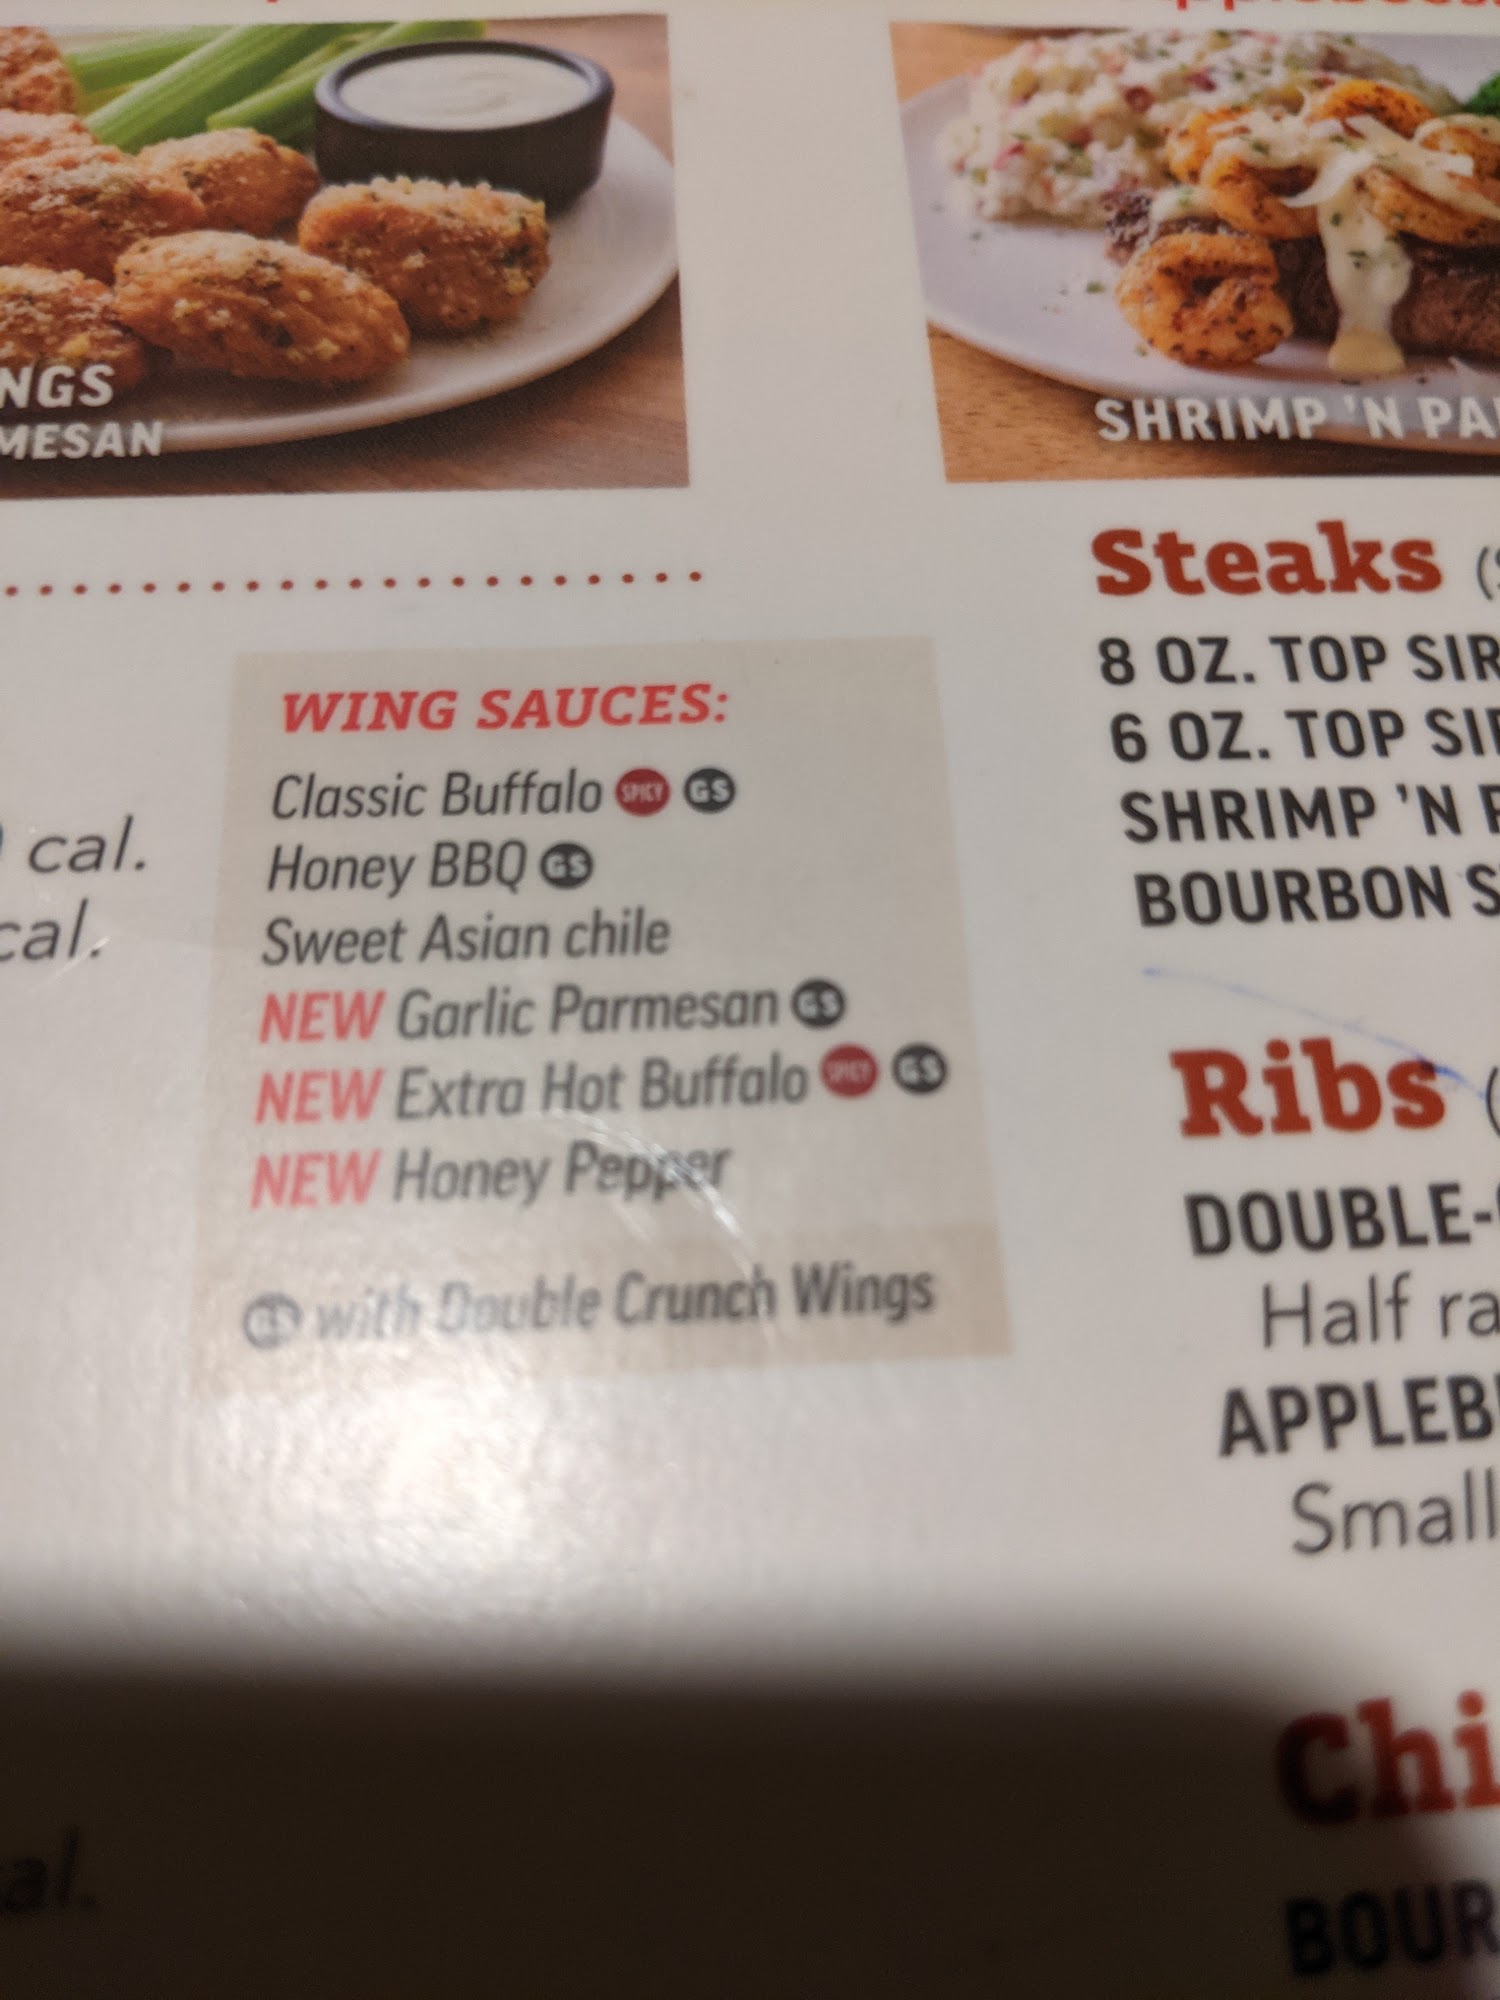 NGS
MESAN
SHRIMP 'N PA
Steaks
8 OZ. TOP SIR
6 OZ. TOP SIR
SHRIMP 'N P
BOURBON S
cal.
cal.
WING SAUCES:
Classic Buffalo SPICY GS
Honey BBQ GS
Sweet Asian chile
NEW Garlic Parmesan GS
NEW Extra Hot Buffalo SPICY GS
NEW Honey Pepper
GS with Double Crunch Wings
Ribs
DOUBLE-
Half ra
APPLEB
Small
Chi
BOUR